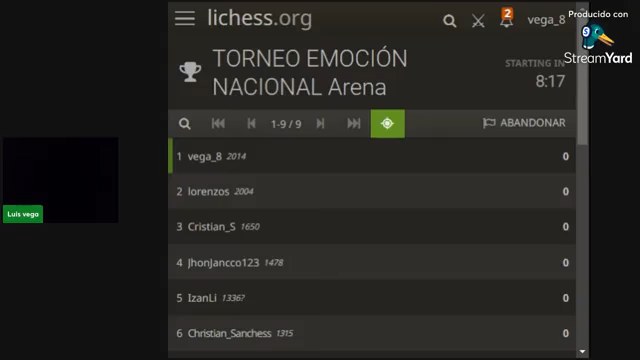 lichess.org
2
vega_8
Producido con
StreamYard
TORNEO EMOCIÓN
NACIONAL Arena
STARTING IN
8:17
1-9 / 9
ABANDONAR
1 vega_8 2014 0
2 lorenzos 2004 0
3 Cristian_S 1650 0
4 JhonJancco123 1478 0
5 IzanLi 1336? 0
6 Christian_Sanchess 1315 0
Luis vega